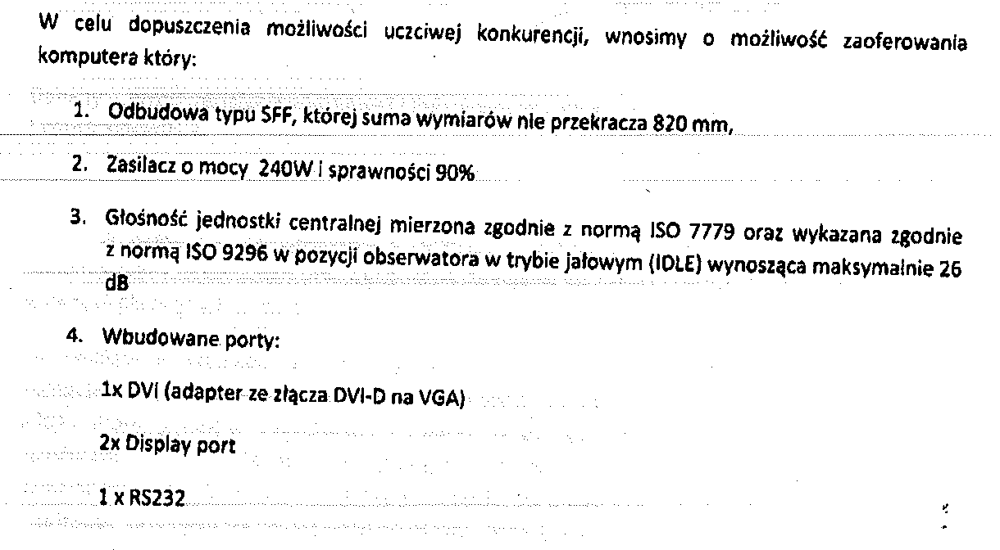 W celu dopuszczenia możliwości uczciwej konkurencji, wnosimy o możliwość zaoferowania
komputera który:
1. Odbudowa typu SFF, której suma wymiarów nie przekracza 820 mm,
2. Zasilacz o mocy 240W i sprawności 90%
3. Głośność jednostki centralnej mierzona zgodnie z normą ISO 7779 oraz wykazana zgodnie
z normą ISO 9296 w pozycji obserwatora w trybie jałowym (IDLE) wynosząca maksymalnie 26
dB
4. Wbudowane porty:
1x DVI (adapter ze złącza DVI-D na VGA)
2x Display port
1 x RS232